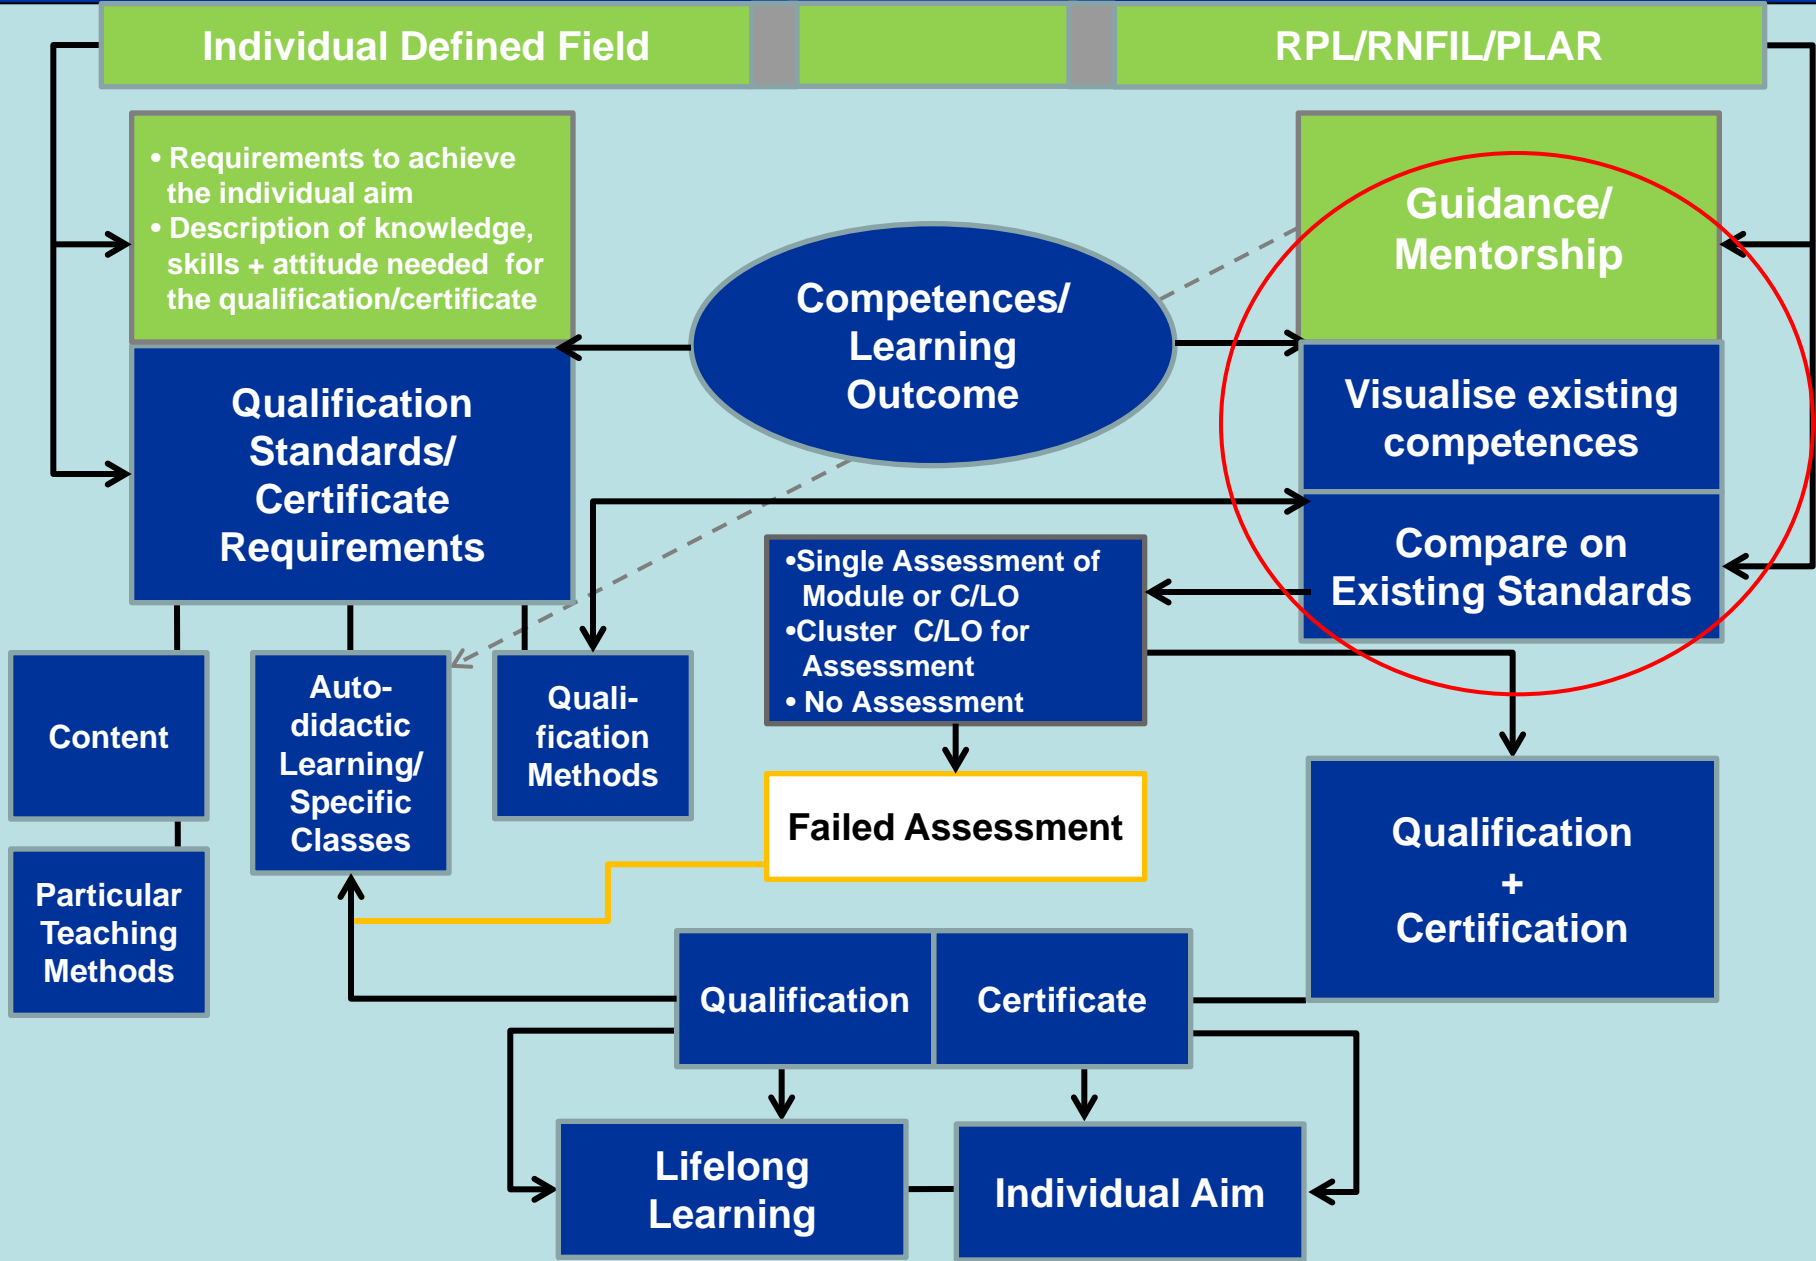 Individual Defined Field
RPL/RNFIL/PLAR
• Requirements to achieve
the individual aim
• Description of knowledge,
skills + attitude needed for
the qualification/certificate
Guidance/
Mentorship
Competences/
Learning
Outcome
Qualification
Standards/
Certificate
Requirements
Visualise existing
competences
Compare on
Existing Standards
•Single Assessment of
Module or C/LO
•Cluster C/LO for
Assessment
• No Assessment
Content
Auto-
didactic
Learning/
Specific
Classes
Quali-
fication
Methods
Failed Assessment
Qualification
+
Certification
Particular
Teaching
Methods
Qualification
Certificate
Lifelong
Learning
Individual Aim